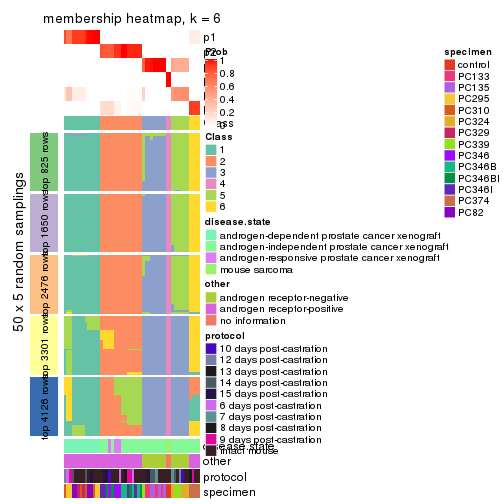 membership heatmap, k = 6
p1
p2
Prob
1
0.8
0.6
0.4
0.2
0
Class
1
2
3
4
5
6
disease.state
androgen-dependent prostate cancer xenograft
androgen-independent prostate cancer xenograft
androgen-responsive prostate cancer xenograft
mouse sarcoma
other
androgen receptor-negative
androgen receptor-positive
no information
protocol
10 days post-castration
12 days post-castration
13 days post-castration
14 days post-castration
15 days post-castration
6 days post-castration
7 days post-castration
8 days post-castration
9 days post-castration
intact mouse
specimen
control
PC133
PC135
PC295
PC310
PC324
PC329
PC339
PC346
PC346B
PC346BI
PC346I
PC374
PC82
50 x 5 random samplings
top 825 rows
top 1650 rows
top 2476 rows
top 3301 rows
top 4126 rows
disease.state
other
protocol
specimen